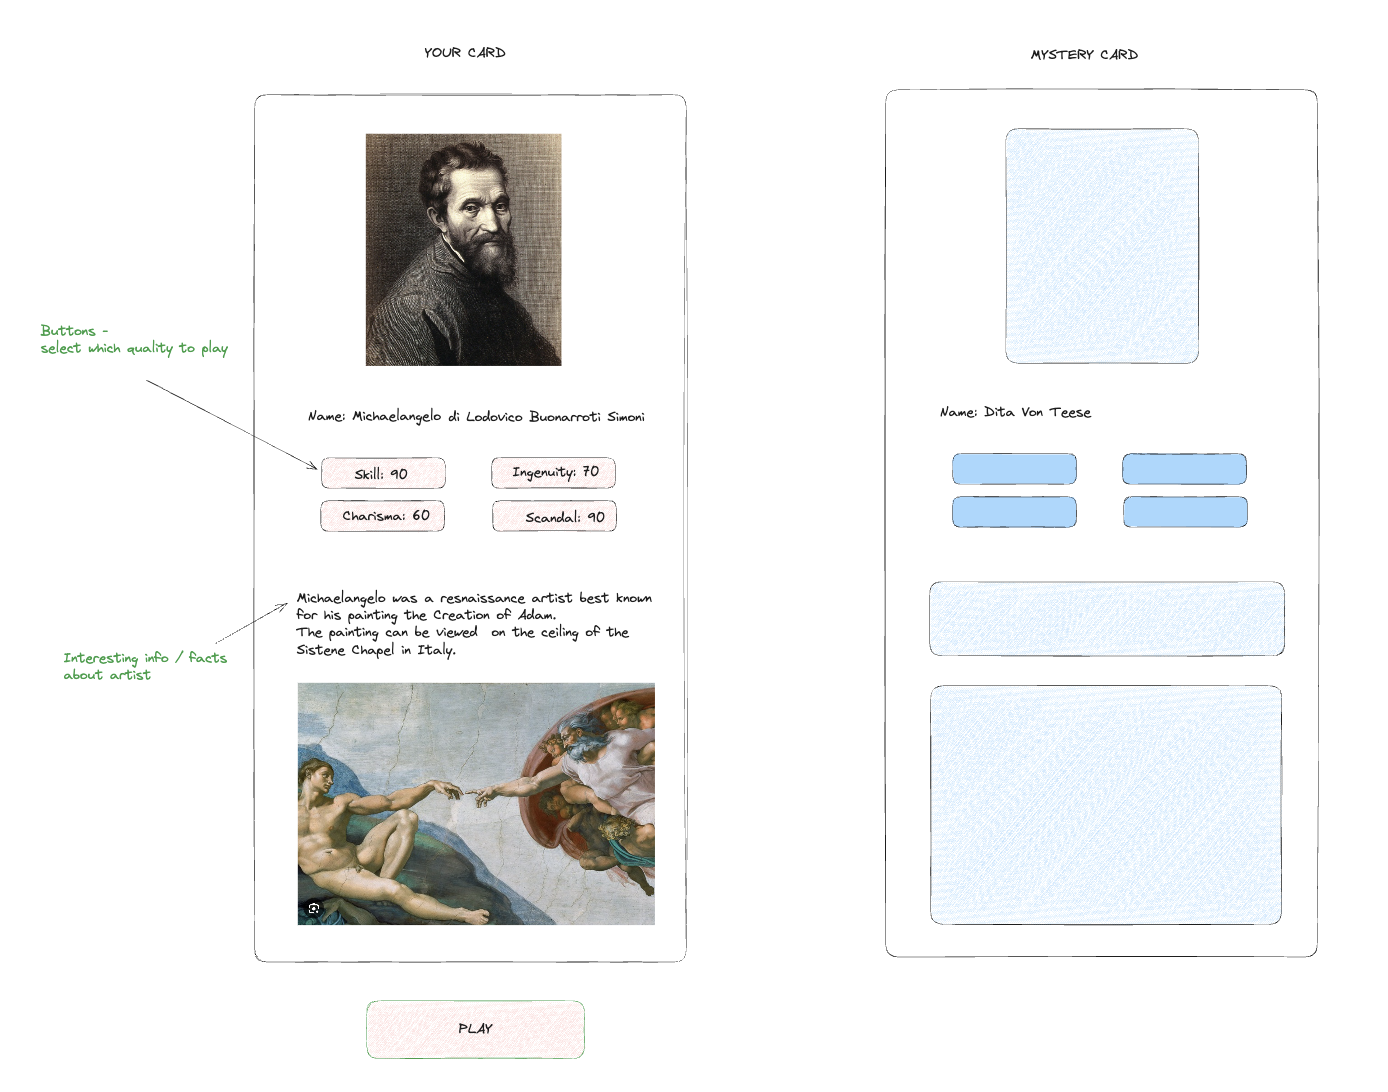 YOUR CARD
MYSTERY CARD
Buttons -
select which quality to play
Name: Michaelangelo di Lodovico Buonarroti Simoni
Name: Dita Von Teese
Skill: 90
Ingenuity: 70
Charisma: 60
Scandal: 90
Michaelangelo was a resnaissance artist best known
for his painting the Creation of Adam.
The painting can be viewed on the ceiling of the
Sistene Chapel in Italy.
Interesting info / facts
about artist
PLAY